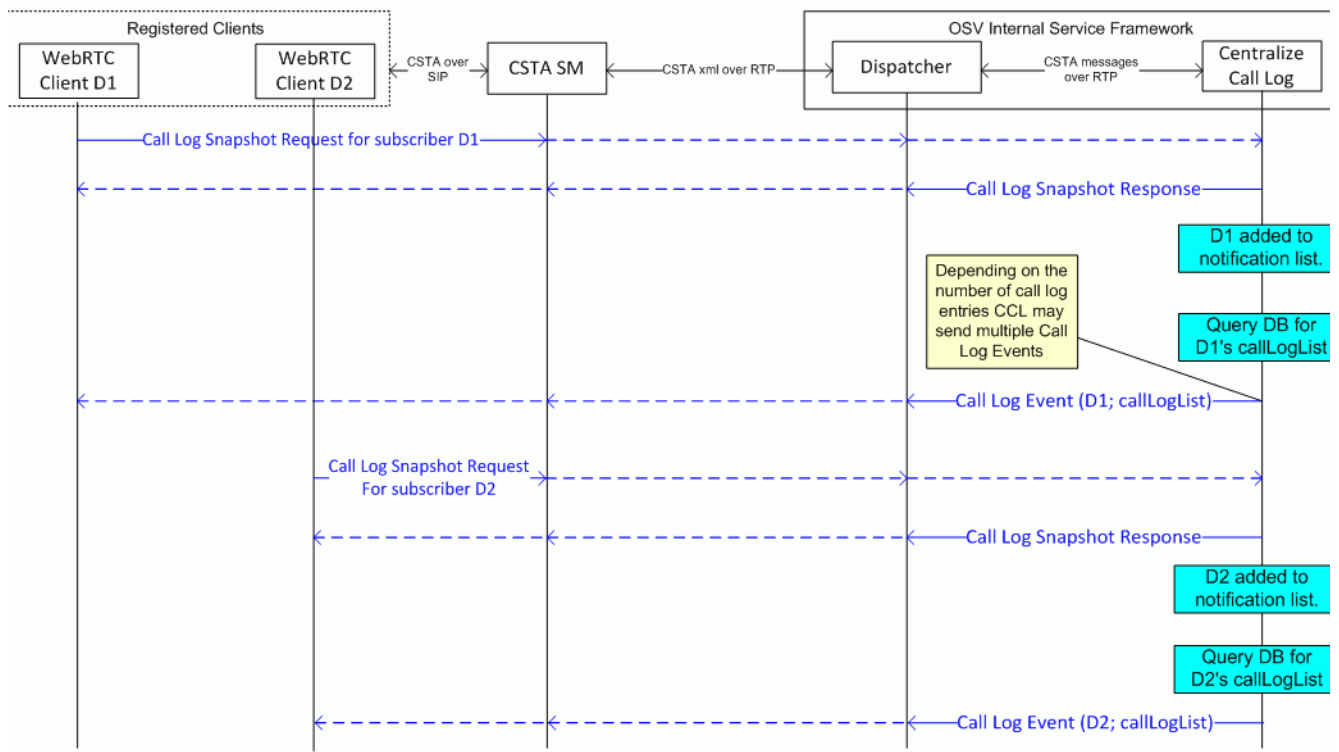 Registered Clients
OSV Internal Service Framework
WebRTC
Client D1
WebRTC
Client D2
CSTA over
SIP
CSTA SM
CSTA xml over RTP
Dispatcher
CSTA messages
over RTP
Centralize
Call Log
Call Log Snapshot Request for subscriber D1
Call Log Snapshot Response
D1 added to
notification list.
Depending on the
number of call log
entries CCL may
send multiple Call
Log Events
Query DB for
D1's callLogList
Call Log Event (D1; callLogList)
Call Log Snapshot Request
For subscriber D2
Call Log Snapshot Response
D2 added to
notification list.
Query DB for
D2's callLogList
Call Log Event (D2; callLogList)